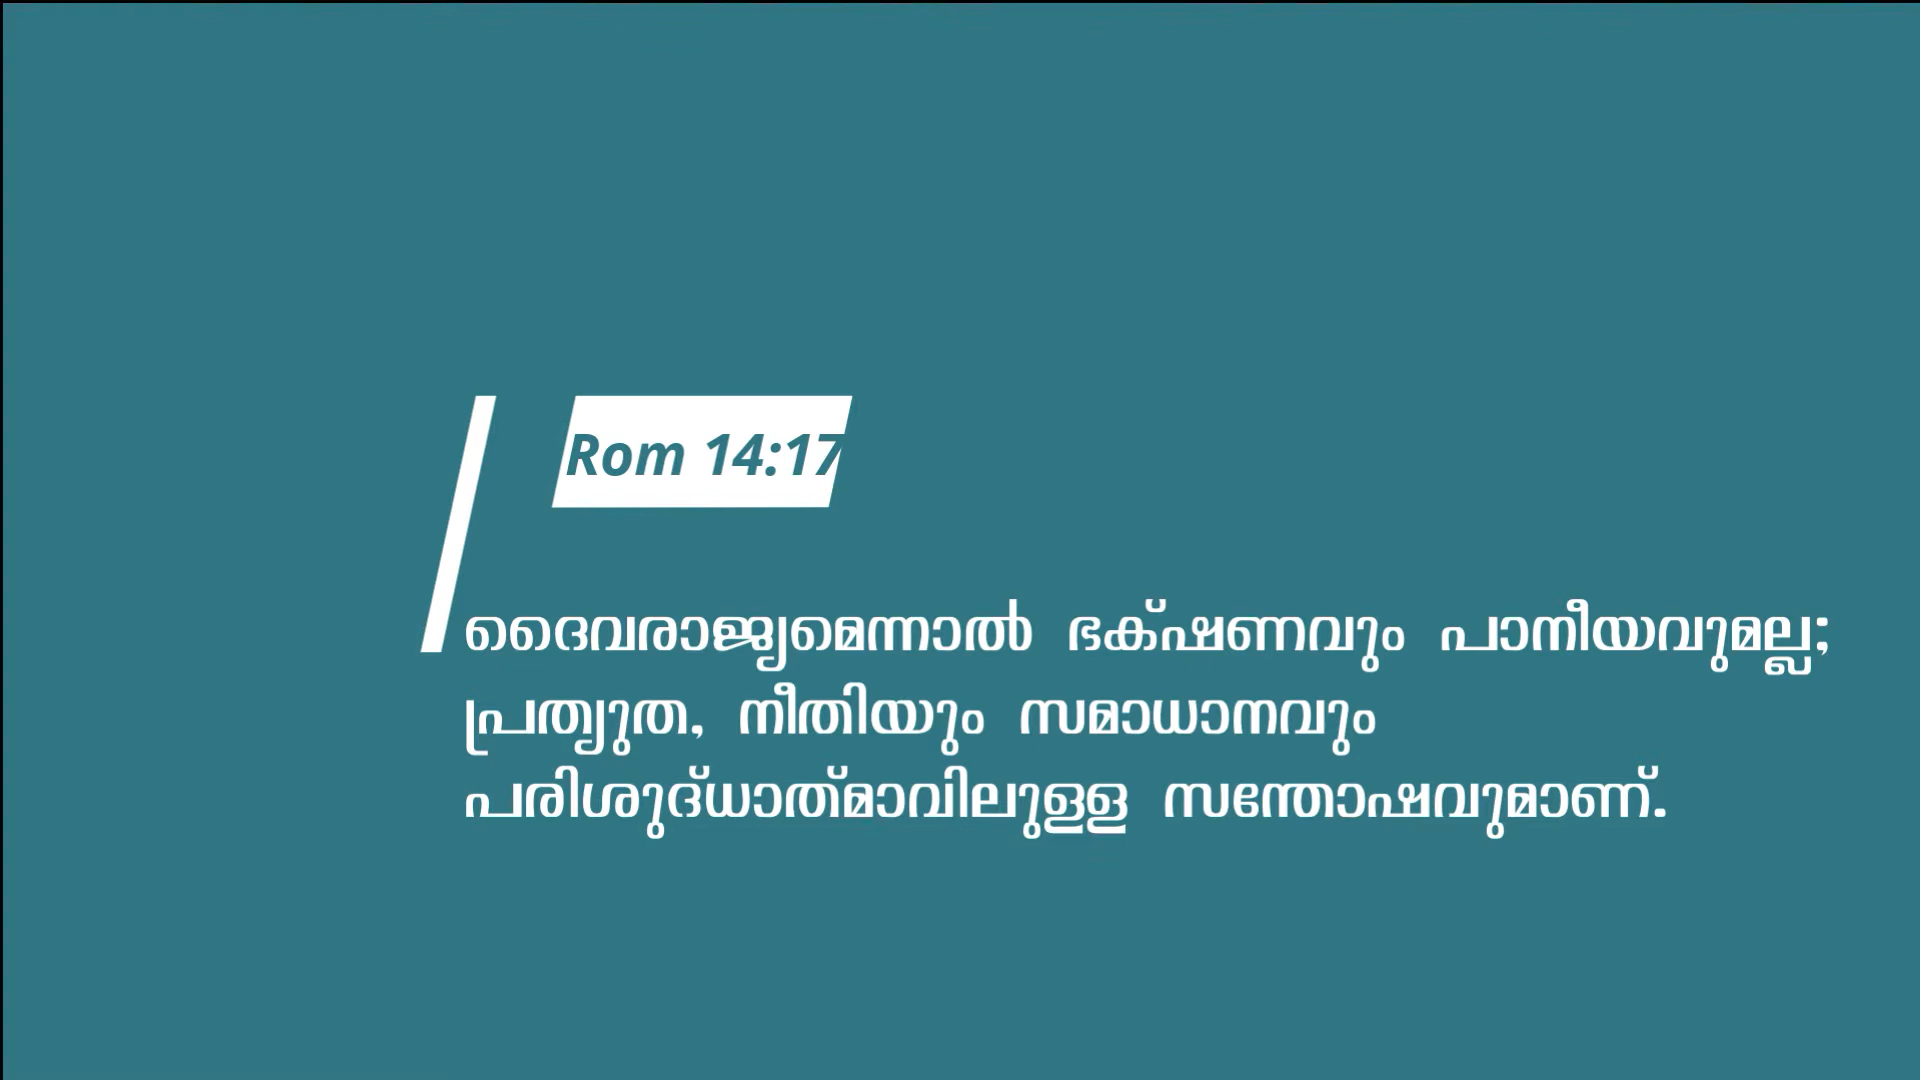 Rom 14:17
ദൈവരാജ്യമെന്നാൽ ഭക്‌ഷണവും പാനീയവുമല്ല;
പ്രത്യുത, നീതിയും സമാധാനവും
പരിശുദ്‌ധാത്‌മാവിലുള്ള സന്തോഷവുമാണ്.